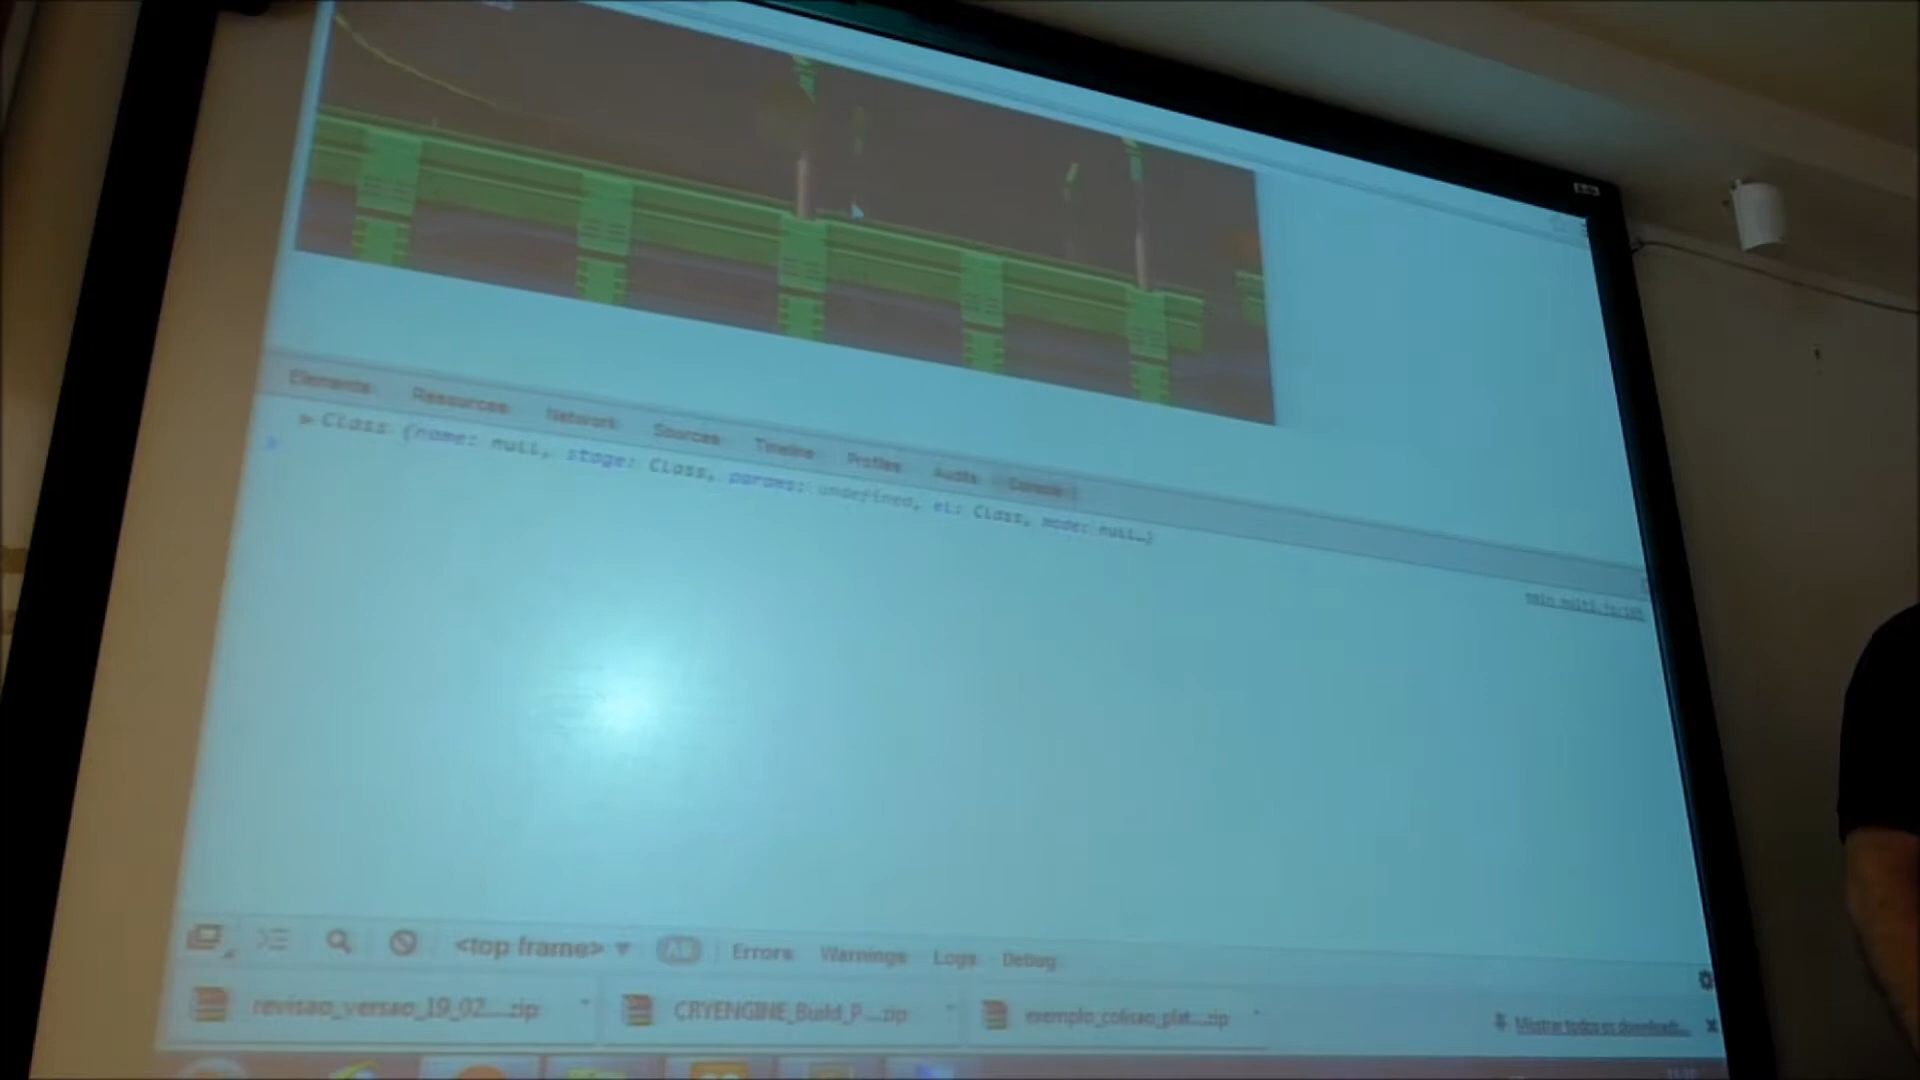 Elements Resources Network Sources Timeline Profiles Audits Console
▶ Class {name: null, stage: Class, params: undefined, el: Class, mode: null…}
<top frame> ▼ All Errors Warnings Logs Debug
revisao_versao_19_02....zip CRYENGINE_Build_P....zip exemplo_colisao_plat....zip Mostrar todos os downloads...